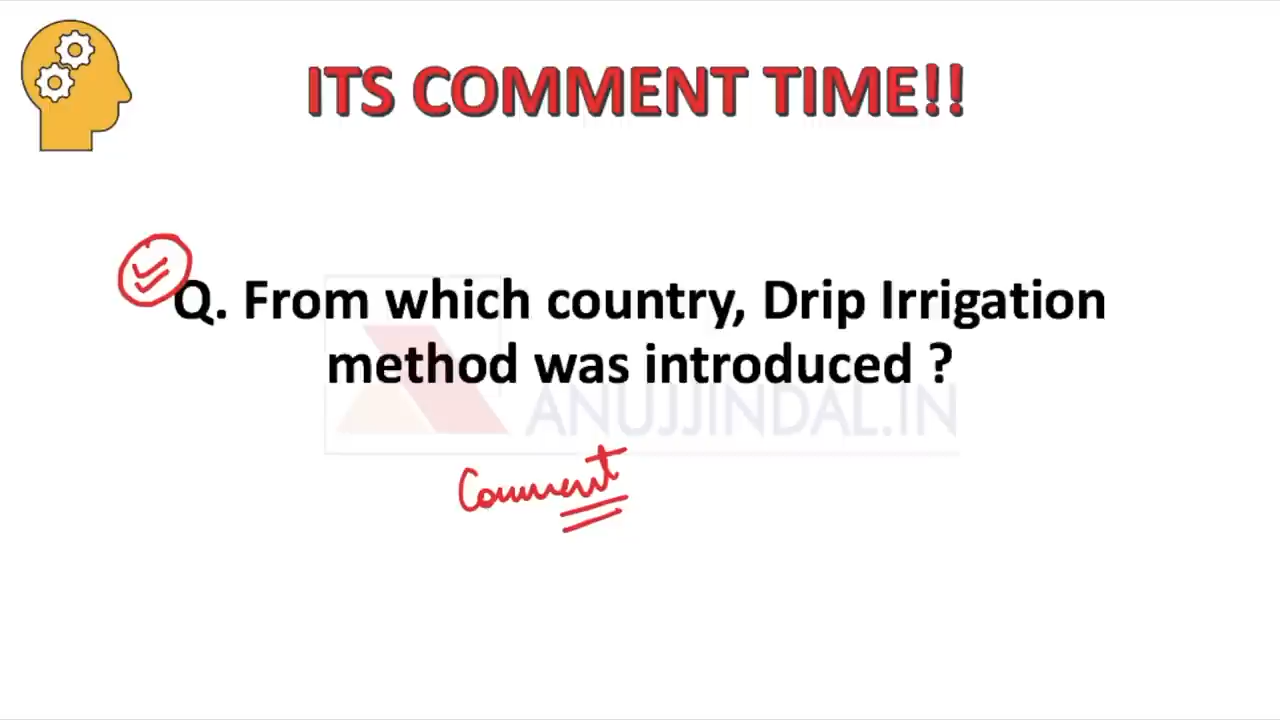 ITS COMMENT TIME!!
Q. From which country, Drip Irrigation
method was introduced ?
ANUJJINDAL.IN
Comment